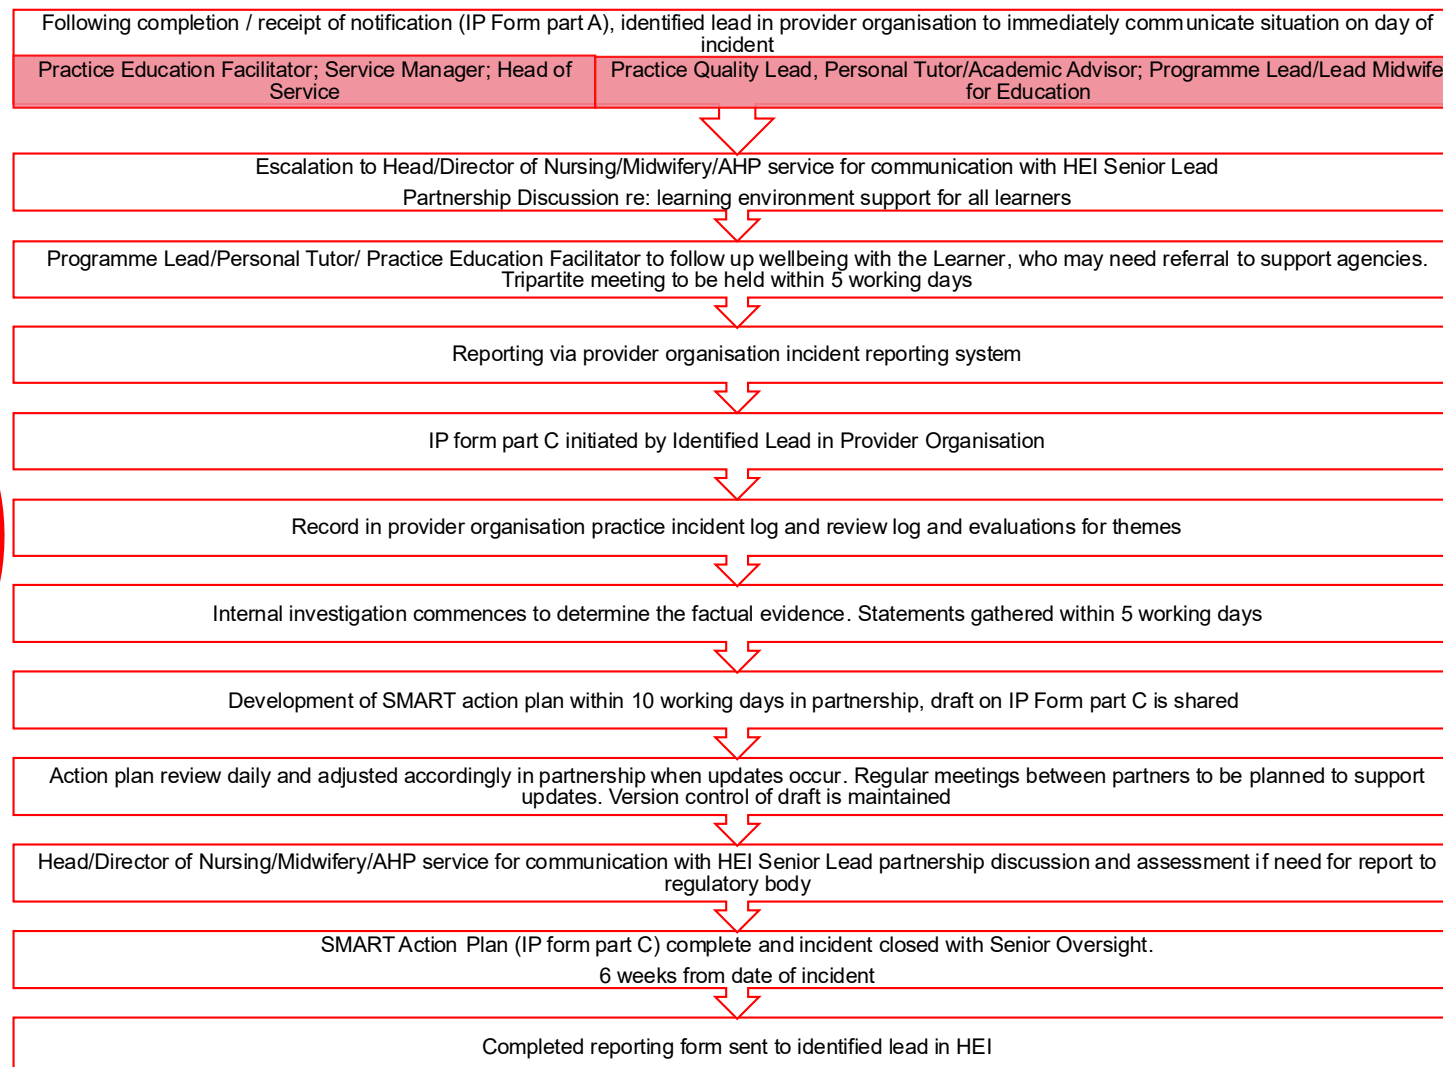 Following completion / receipt of notification (IP Form part A), identified lead in provider organisation to immediately communicate situation on day of
incident
Practice Education Facilitator; Service Manager; Head of
Service
Practice Quality Lead, Personal Tutor/Academic Advisor; Programme Lead/Lead Midwife
for Education
Escalation to Head/Director of Nursing/Midwifery/AHP service for communication with HEI Senior Lead
Partnership Discussion re: learning environment support for all learners
Programme Lead/Personal Tutor/ Practice Education Facilitator to follow up wellbeing with the Learner, who may need referral to support agencies.
Tripartite meeting to be held within 5 working days
Reporting via provider organisation incident reporting system
IP form part C initiated by Identified Lead in Provider Organisation
Record in provider organisation practice incident log and review log and evaluations for themes
Internal investigation commences to determine the factual evidence. Statements gathered within 5 working days
Development of SMART action plan within 10 working days in partnership, draft on IP Form part C is shared
Action plan review daily and adjusted accordingly in partnership when updates occur. Regular meetings between partners to be planned to support
updates. Version control of draft is maintained
Head/Director of Nursing/Midwifery/AHP service for communication with HEI Senior Lead partnership discussion and assessment if need for report to
regulatory body
SMART Action Plan (IP form part C) complete and incident closed with Senior Oversight.
6 weeks from date of incident
Completed reporting form sent to identified lead in HEI